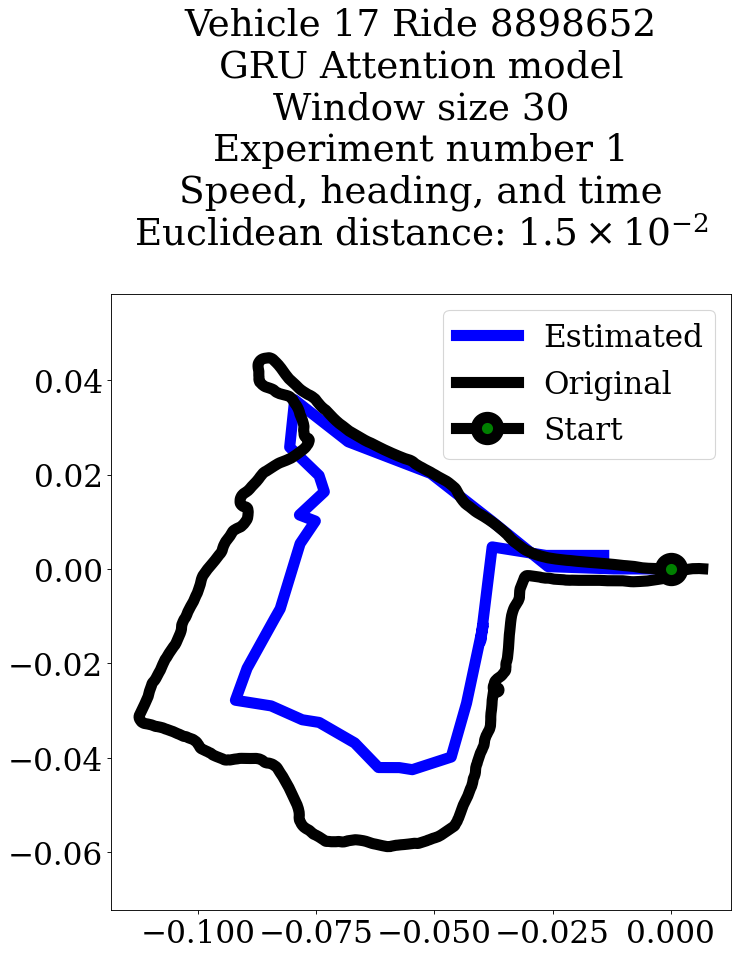 Vehicle 17 Ride 8898652
GRU Attention model
Window size 30
Experiment number 1
Speed, heading, and time
Euclidean distance: 1.5 × 10⁻²
Estimated
Original
Start
0.04
0.02
0.00
−0.02
−0.04
−0.06
−0.100 −0.075 −0.050 −0.025 0.000